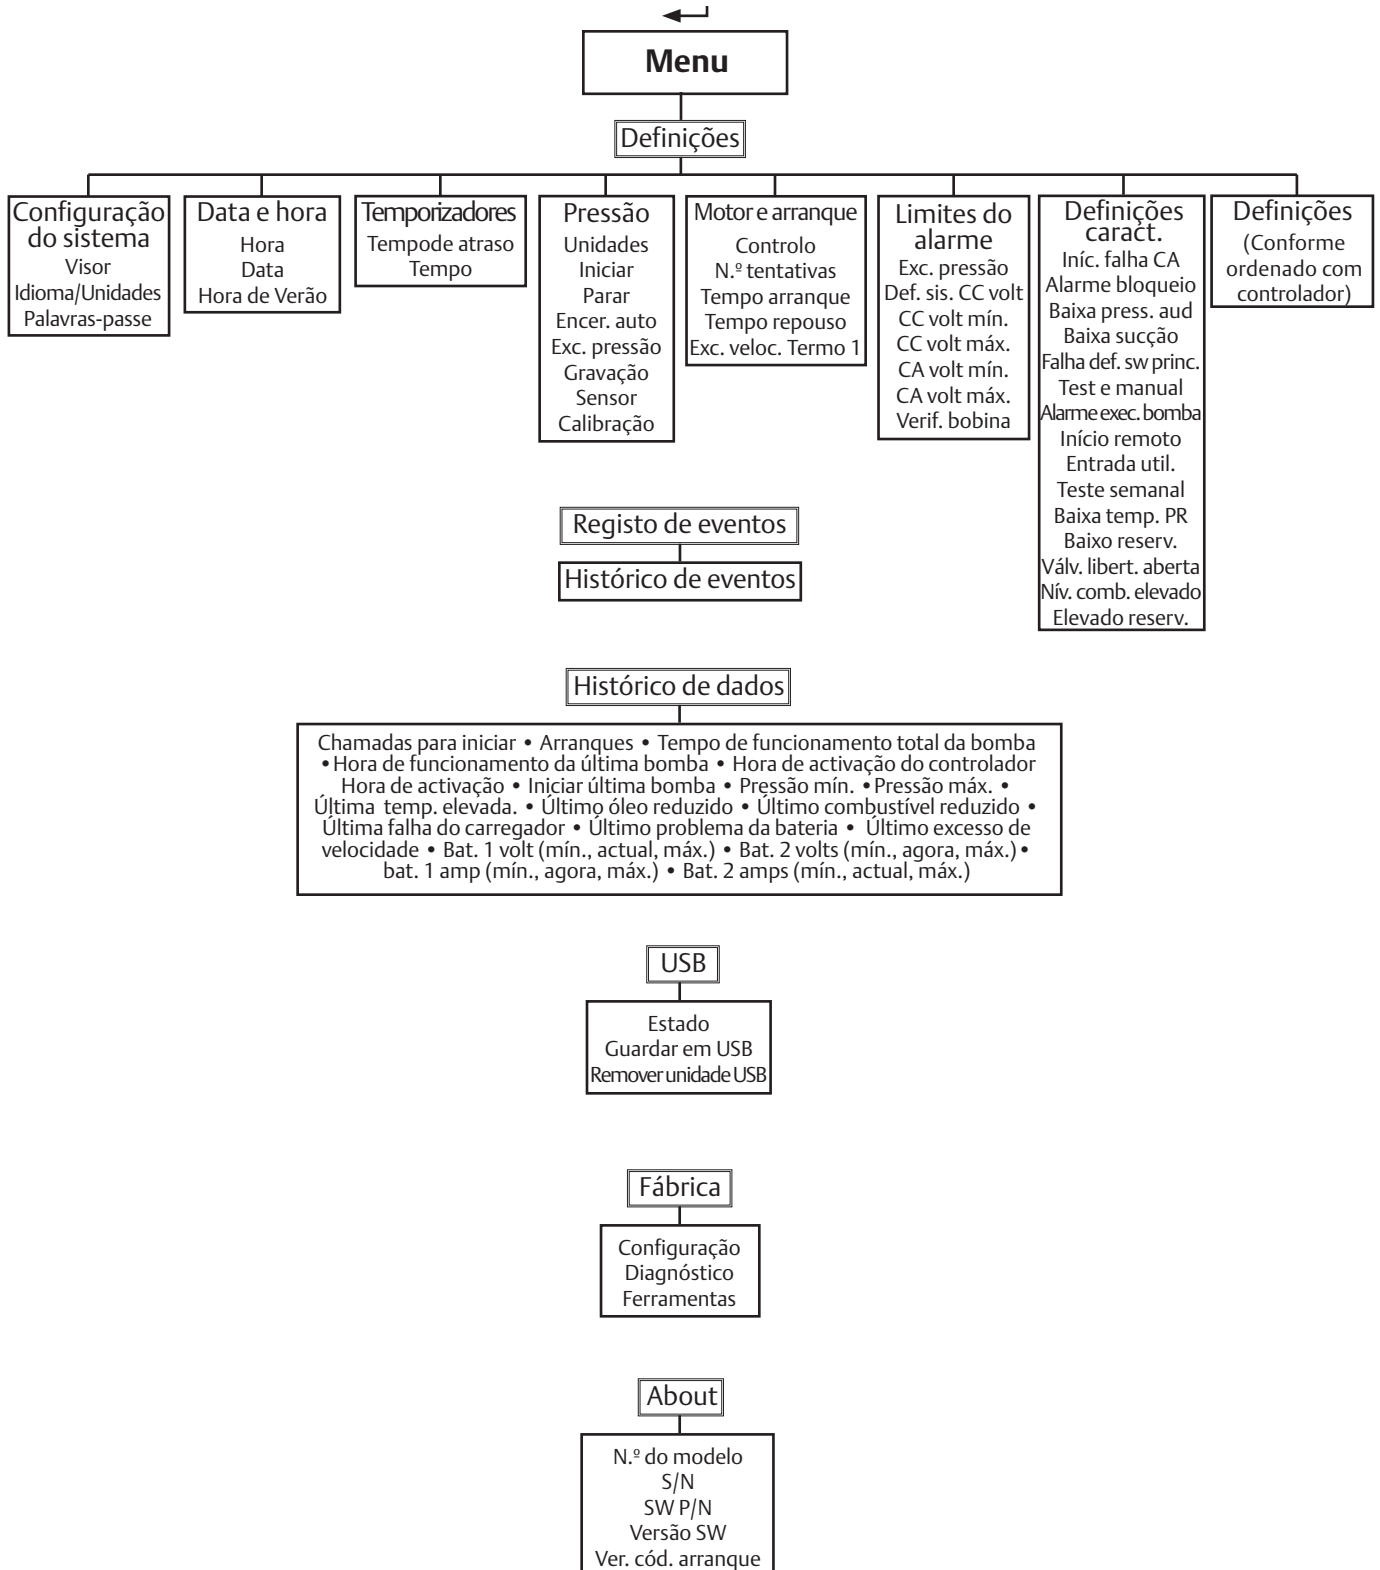 Menu
Definições
Configuração
do sistema
Visor
Idioma/Unidades
Palavras-passe
Data e hora
Hora
Data
Hora de Verão
Temporizadores
Tempode atraso
Tempo
Pressão
Unidades
Iniciar
Parar
Encer. auto
Exc. pressão
Gravação
Sensor
Calibração
Motor e arranque
Controlo
N.º tentativas
Tempo arranque
Tempo repouso
Exc. veloc. Termo 1
Limites do
alarme
Exc. pressão
Def. sis. CC volt
CC volt mín.
CC volt máx.
CA volt mín.
CA volt máx.
Verif. bobina
Definições
caract.
Iníc. falha CA
Alarme bloqueio
Baixa press. aud
Baixa sucção
Falha def. sw princ.
Test e manual
Alarme exec. bomba
Início remoto
Entrada util.
Teste semanal
Baixa temp. PR
Baixo reserv.
Válv. libert. aberta
Nív. comb. elevado
Elevado reserv.
Definições
(Conforme
ordenado com
controlador)
Registo de eventos
Histórico de eventos
Histórico de dados
Chamadas para iniciar • Arranques • Tempo de funcionamento total da bomba
• Hora de funcionamento da última bomba • Hora de activação do controlador
Hora de activação • Iniciar última bomba • Pressão mín. • Pressão máx. •
Última temp. elevada. • Último óleo reduzido • Último combustível reduzido •
Última falha do carregador • Último problema da bateria • Último excesso de
velocidade • Bat. 1 volt (mín., actual, máx.) • Bat. 2 volts (mín., agora, máx.) •
bat. 1 amp (mín., agora, máx.) • Bat. 2 amps (mín., actual, máx.)
USB
Estado
Guardar em USB
Remover unidade USB
Fábrica
Configuração
Diagnóstico
Ferramentas
About
N.º do modelo
S/N
SW P/N
Versão SW
Ver. cód. arranque